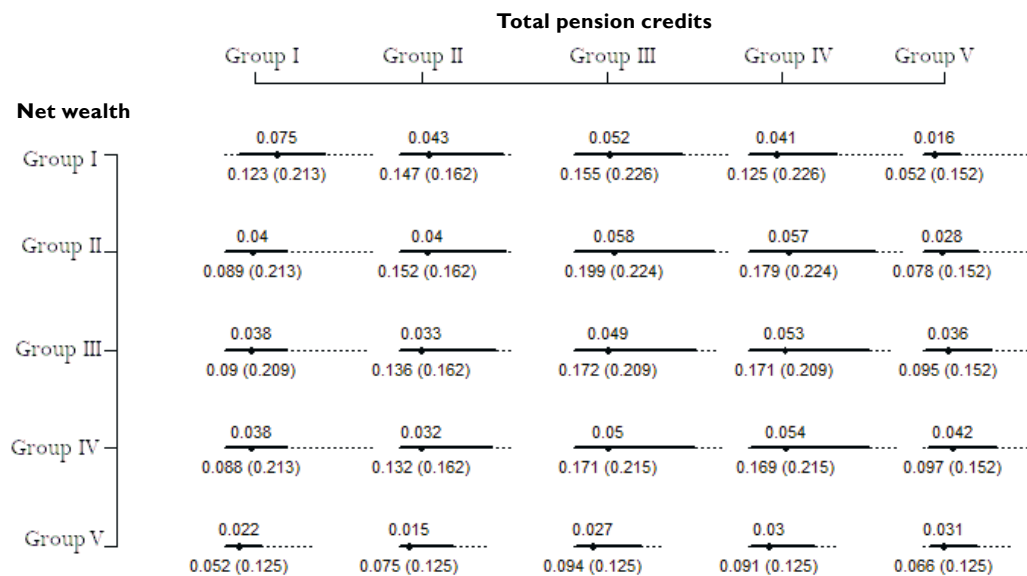 Total pension credits
Group I Group II Group III Group IV Group V
Net wealth
0.075 0.043 0.052 0.041 0.016
Group I
0.123 (0.213) 0.147 (0.162) 0.155 (0.226) 0.125 (0.226) 0.052 (0.152)
0.04 0.04 0.058 0.057 0.028
Group II
0.089 (0.213) 0.152 (0.162) 0.199 (0.224) 0.179 (0.224) 0.078 (0.152)
0.038 0.033 0.049 0.053 0.036
Group III
0.09 (0.209) 0.136 (0.162) 0.172 (0.209) 0.171 (0.209) 0.095 (0.152)
0.038 0.032 0.05 0.054 0.042
Group IV
0.088 (0.213) 0.132 (0.162) 0.171 (0.215) 0.169 (0.215) 0.097 (0.152)
0.022 0.015 0.027 0.03 0.031
Group V
0.052 (0.125) 0.075 (0.125) 0.094 (0.125) 0.091 (0.125) 0.066 (0.125)